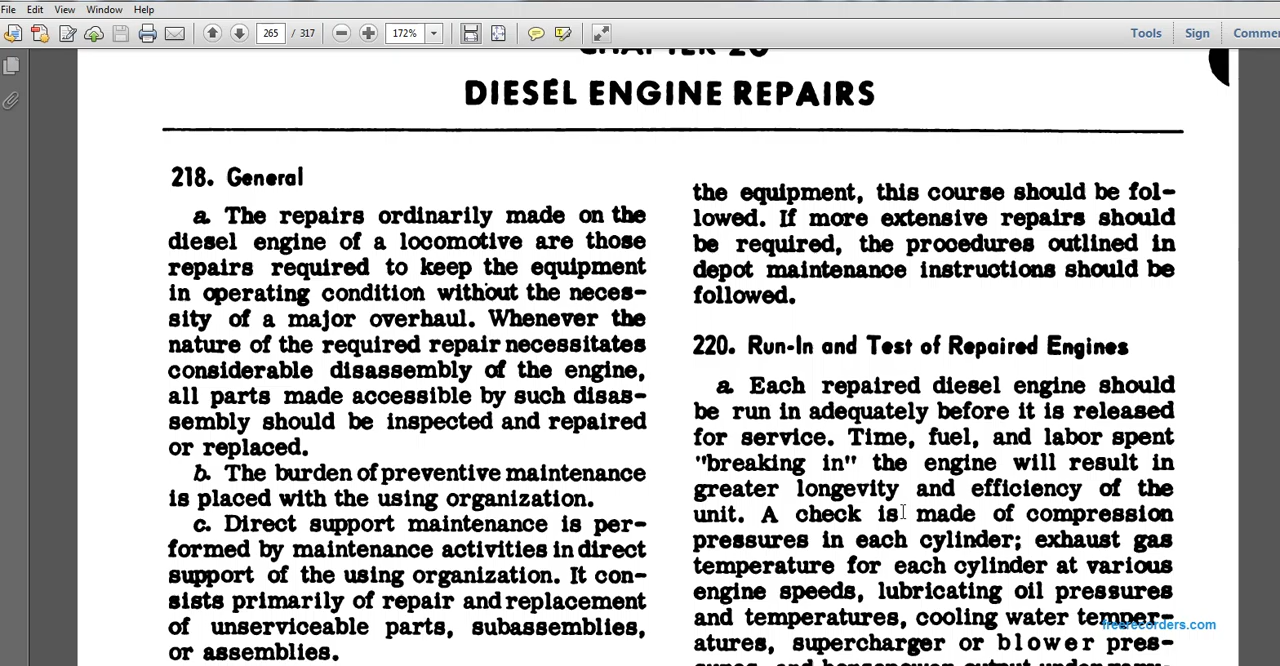 File Edit View Window Help
265 / 317 172% Tools Sign
DIESEL ENGINE REPAIRS
218. General
a. The repairs ordinarily made on the
diesel engine of a locomotive are those
repairs required to keep the equipment
in operating condition without the neces-
sity of a major overhaul. Whenever the
nature of the required repair necessitates
considerable disassembly of the engine,
all parts made accessible by such disas-
sembly should be inspected and repaired
or replaced.
b. The burden of preventive maintenance
is placed with the using organization.
c. Direct support maintenance is per-
formed by maintenance activities in direct
support of the using organization. It con-
sists primarily of repair and replacement
of unserviceable parts, subassemblies,
or assemblies.
the equipment, this course should be fol-
lowed. If more extensive repairs should
be required, the procedures outlined in
depot maintenance instructions should be
followed.
220. Run-In and Test of Repaired Engines
a. Each repaired diesel engine should
be run in adequately before it is released
for service. Time, fuel, and labor spent
"breaking in" the engine will result in
greater longevity and efficiency of the
unit. A check is made of compression
pressures in each cylinder; exhaust gas
temperature for each cylinder at various
engine speeds, lubricating oil pressures
and temperatures, cooling water temper-
atures, supercharger or blower pres-
freerecorders.com